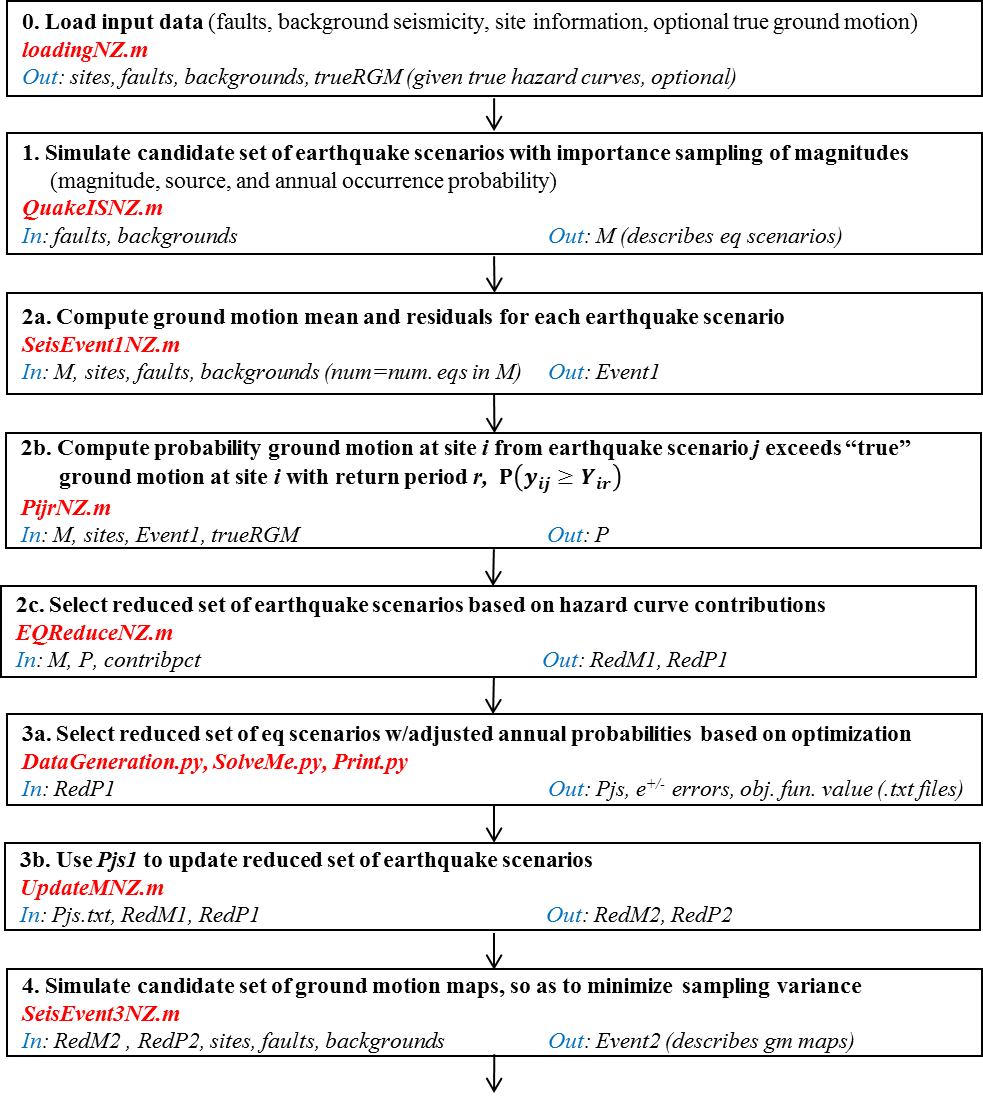 0. Load input data (faults, background seismicity, site information, optional true ground motion)
loadingNZ.m
Out: sites, faults, backgrounds, trueRGM (given true hazard curves, optional)
1. Simulate candidate set of earthquake scenarios with importance sampling of magnitudes
(magnitude, source, and annual occurrence probability)
QuakeISNZ.m
In: faults, backgrounds Out: M (describes eq scenarios)
2a. Compute ground motion mean and residuals for each earthquake scenario
SeisEvent1NZ.m
In: M, sites, faults, backgrounds (num=num. eqs in M) Out: Event1
2b. Compute probability ground motion at site i from earthquake scenario j exceeds “true”
ground motion at site i with return period r, P(y_ij ≥ Y_ir)
PijrNZ.m
In: M, sites, Event1, trueRGM Out: P
2c. Select reduced set of earthquake scenarios based on hazard curve contributions
EQReduceNZ.m
In: M, P, contribpct Out: RedM1, RedP1
3a. Select reduced set of eq scenarios w/adjusted annual probabilities based on optimization
DataGeneration.py, SolveMe.py, Print.py
In: RedP1 Out: Pjs, e+/- errors, obj. fun. value (.txt files)
3b. Use Pjs1 to update reduced set of earthquake scenarios
UpdateMNZ.m
In: Pjs.txt, RedM1, RedP1 Out: RedM2, RedP2
4. Simulate candidate set of ground motion maps, so as to minimize sampling variance
SeisEvent3NZ.m
In: RedM2 , RedP2, sites, faults, backgrounds Out: Event2 (describes gm maps)